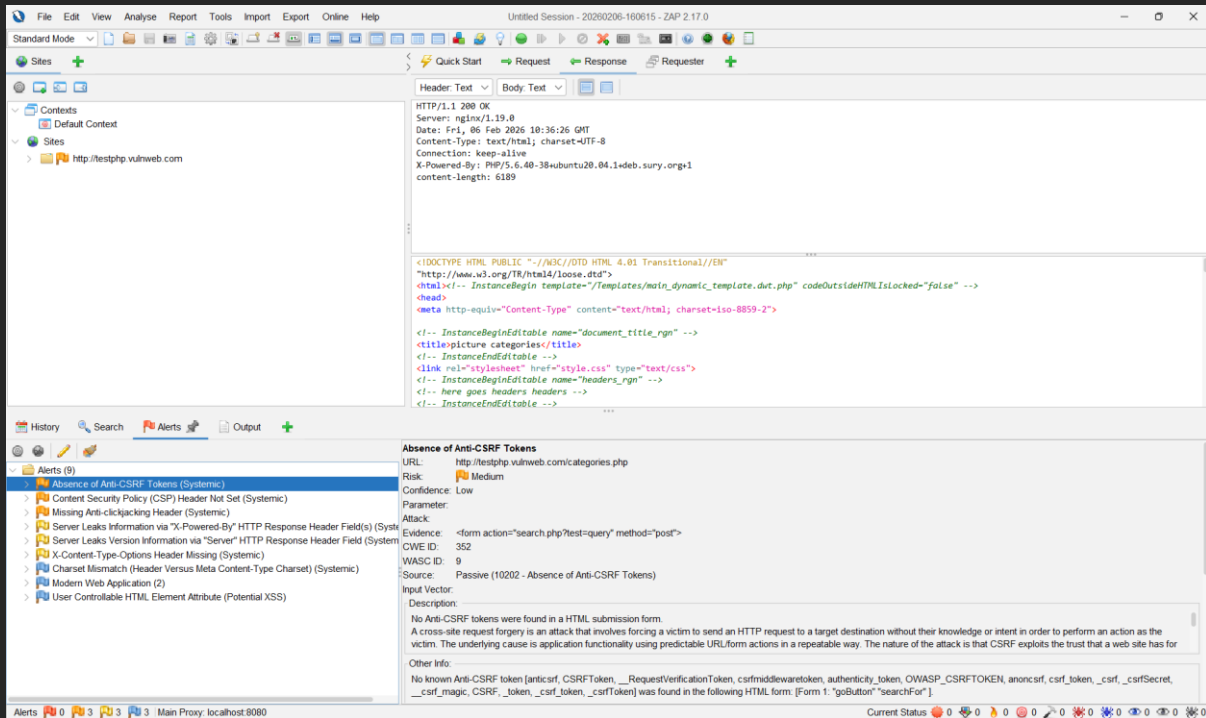 File Edit View Analyse Report Tools Import Export Online Help Untitled Session - 20260206-160615 - ZAP 2.17.0
Standard Mode
Sites
Quick Start Request Response Requester
Header: Text Body: Text
Contexts
Default Context
Sites
http://testphp.vulnweb.com
HTTP/1.1 200 OK
Server: nginx/1.19.0
Date: Fri, 06 Feb 2026 10:36:26 GMT
Content-Type: text/html; charset=UTF-8
Connection: keep-alive
X-Powered-By: PHP/5.6.40-38+ubuntu20.04.1+deb.sury.org+1
content-length: 6189
<!DOCTYPE HTML PUBLIC "-//W3C//DTD HTML 4.01 Transitional//EN"
"http://www.w3.org/TR/html4/loose.dtd">
<html><!-- InstanceBegin template="/Templates/main_dynamic_template.dwt.php" codeOutsideHTMLIsLocked="false" -->
<head>
<meta http-equiv="Content-Type" content="text/html; charset=iso-8859-2">
<!-- InstanceBeginEditable name="document_title_rgn" -->
<title>picture categories</title>
<!-- InstanceEndEditable -->
<link rel="stylesheet" href="style.css" type="text/css">
<!-- InstanceBeginEditable name="headers_rgn" -->
<!-- here goes headers headers -->
<!-- InstanceEndEditable -->
History Search Alerts Output
Alerts (9)
Absence of Anti-CSRF Tokens (Systemic)
Content Security Policy (CSP) Header Not Set (Systemic)
Missing Anti-clickjacking Header (Systemic)
Server Leaks Information via "X-Powered-By" HTTP Response Header Field(s) (Syste
Server Leaks Version Information via "Server" HTTP Response Header Field (System
X-Content-Type-Options Header Missing (Systemic)
Charset Mismatch (Header Versus Meta Content-Type Charset) (Systemic)
Modern Web Application (2)
User Controllable HTML Element Attribute (Potential XSS)
Absence of Anti-CSRF Tokens
URL: http://testphp.vulnweb.com/categories.php
Risk: Medium
Confidence: Low
Parameter:
Attack:
Evidence: <form action="search.php?test=query" method="post">
CWE ID: 352
WASC ID: 9
Source: Passive (10202 - Absence of Anti-CSRF Tokens)
Input Vector:
Description:
No Anti-CSRF tokens were found in a HTML submission form.
A cross-site request forgery is an attack that involves forcing a victim to send an HTTP request to a target destination without their knowledge or intent in order to perform an action as the
victim. The underlying cause is application functionality using predictable URL/form actions in a repeatable way. The nature of the attack is that CSRF exploits the trust that a web site has for
Other Info:
No known Anti-CSRF token [anticsrf, CSRFToken, __RequestVerificationToken, csrfmiddlewaretoken, authenticity_token, OWASP_CSRFTOKEN, anoncsrf, csrf_token, _csrf, _csrfSecret,
__csrf_magic, CSRF, _token, _csrf_token, _csrfToken] was found in the following HTML form: [Form 1: "goButton" "searchFor" ].
Alerts 0 3 3 3 Main Proxy: localhost:8080 Current Status 0 0 0 0 0 0 0 0 0 0